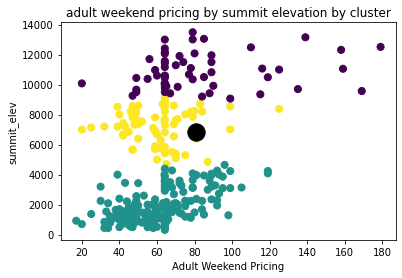 adult weekend pricing by summit elevation by cluster
14000
12000
10000
8000
6000
4000
2000
0
summit_elev
20 40 60 80 100 120 140 160 180
Adult Weekend Pricing